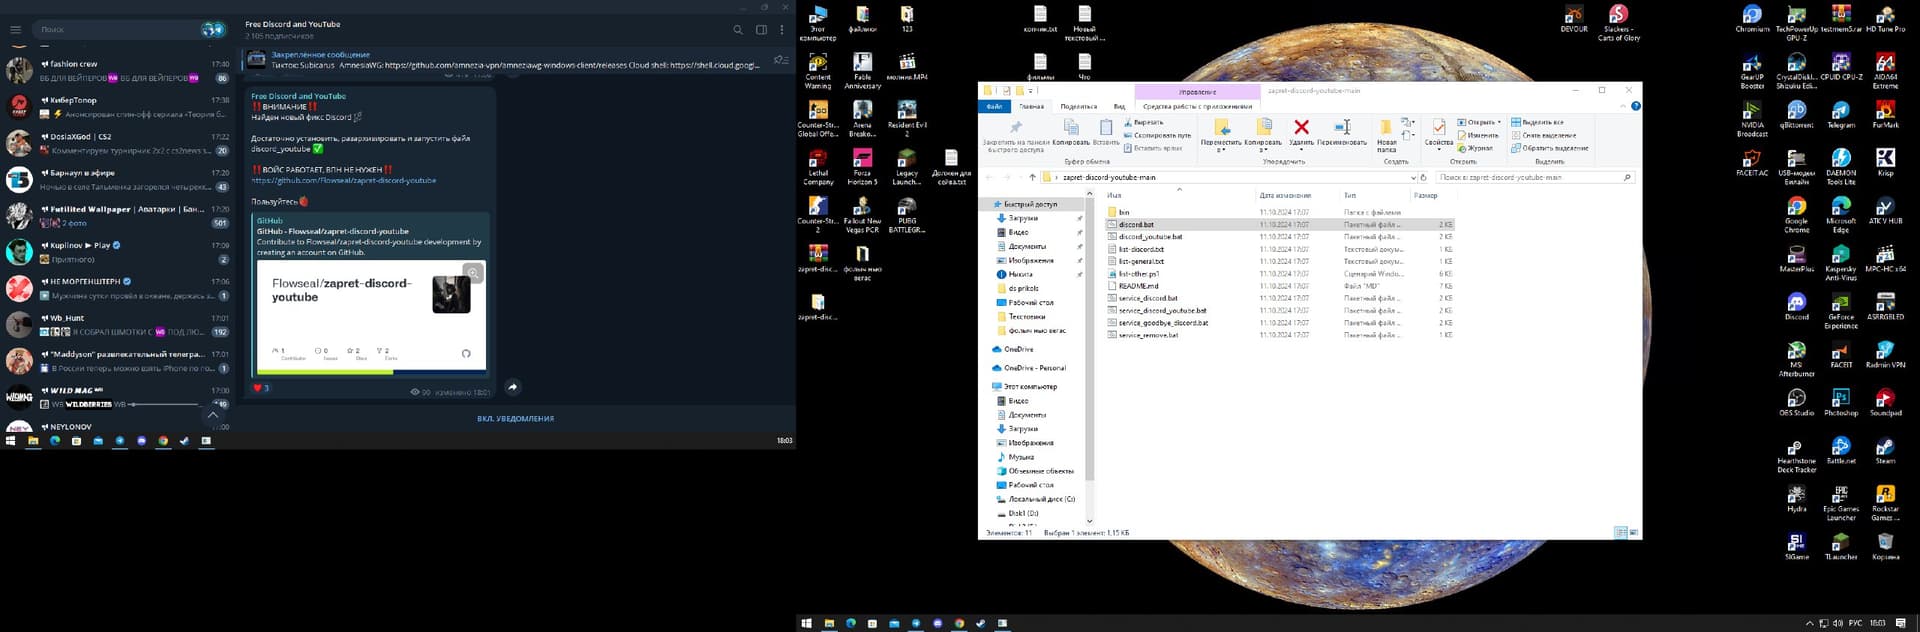 Поиск
fashion crew
17:40
ВБ ДЛЯ ВЕЙПЕРОВ ВБ ДЛЯ ВЕЙПЕРОВ
86
КиберТопор
17:38
Анонсирован спин-офф сериала «Теория Б
DosiaXGod | CS2
17:22
Комментируем турнирчик 2x2 с cs2news з...
20
Барнаул в эфире
17:20
Ночью в селе Тальменка загорелся четырехк...
43
Futilited Wallpaper | Аватарки | Бан...
17:20
2 фото
501
Kuplinov ► Play
17:09
Приятного)
2
НЕ МОРГЕНШТЕРН
17:06
Мужчина сутки провёл в океане, держась з...
1
Wb_Hunt
17:01
Я СОБРАЛ ШМОТКИ С WB ПОД ЛЮ...
192
"Maddyson" развлекательный телегра...
17:01
В России теперь можно взять iPhone по по...
1
WILD MAG
17:00
WB WILDBERRIES WB
NEYLONOV
17:00
Free Discord and YouTube
2 105 подписчиков
Закреплённое сообщение
Тикток: Subicarus AmnesiaWG: https://github.com/amnezia-vpn/amneziawg-windows-client/releases Cloud shell: https://shell.cloud.googl...
Free Discord and YouTube
‼ВНИМАНИЕ‼
Найден новый фикс Discord
Достаточно установить, разархивировать и запустить файл
discord_youtube ✅
‼ВОЙС РАБОТАЕТ, ВПН НЕ НУЖЕН‼
https://github.com/Flowseal/zapret-discord-youtube
Пользуйтесь
GitHub
GitHub - Flowseal/zapret-discord-youtube
Contribute to Flowseal/zapret-discord-youtube development by
creating an account on GitHub.
Flowseal/zapret-discord-
youtube
3
90 изменено 18:01
ВКЛ. УВЕДОМЛЕНИЯ
18:03
Этот компьютер
файлики
123
копчик.txt
Новый текстовый ...
Content Warning
Fable Anniversary
молния.MP4
фильмы
Что
Counter-Str... Global Offe...
Arena Breako...
Resident Evil 2
Lethal Company
Forza Horizon 5
Legacy Launch...
Counter-Str... 2
Fallout New Vegas PCR
PUBG BATTLEGR...
zapret-disc...
фолыч нью вегас
zapret-disc...
Управление
zapret-discord-youtube-main
Файл
Главная
Поделиться
Вид
Средства работы с приложениями
Закрепить на панели быстрого доступа
Копировать
Вставить
Вырезать
Скопировать путь
Вставить ярлык
Переместить в
Копировать в
Удалить
Переименовать
Новая папка
Свойства
Открыть
Изменить
Журнал
Выделить все
Снять выделение
Обратить выделение
Буфер обмена
Упорядочить
Создать
Открыть
Выделить
zapret-discord-youtube-main
Поиск в: zapret-discord-youtube-main
Имя
Дата изменения
Тип
Размер
Быстрый доступ
Загрузки
Видео
Документы
Изображения
Никита
ds prikols
Рабочий стол
Текстовики
фолыч нью вегас
OneDrive
OneDrive - Personal
Этот компьютер
Видео
Документы
Загрузки
Изображения
Музыка
Объемные объекты
Рабочий стол
Локальный диск (C:)
Disk1 (D:)
bin 11.10.2024 17:07 Папка с файлами
discord.bat 11.10.2024 17:07 Пакетный файл ... 2 КБ
discord_youtube.bat 11.10.2024 17:07 Пакетный файл ... 2 КБ
list-discord.txt 11.10.2024 17:07 Текстовый докум... 1 КБ
list-general.txt 11.10.2024 17:07 Текстовый докум... 1 КБ
list-other.ps1 11.10.2024 17:07 Сценарий Windo... 6 КБ
README.md 11.10.2024 17:07 Файл "MD" 7 КБ
service_discord.bat 11.10.2024 17:07 Пакетный файл ... 2 КБ
service_discord_youtube.bat 11.10.2024 17:07 Пакетный файл ... 2 КБ
service_goodbye_discord.bat 11.10.2024 17:07 Пакетный файл ... 2 КБ
service_remove.bat 11.10.2024 17:07 Пакетный файл ... 1 КБ
Элементов: 11 Выбран 1 элемент: 1,15 КБ
DEVOUR
Slackers - Carts of Glory
Chromium
TechPowerUp GPU-Z
testmem5.rar
HD Tune Pro
GearUP Booster
CrystalDiskI... Shizuku Edi...
CPUID CPU-Z
AIDA64 Extreme
NVIDIA Broadcast
qBittorrent
Telegram
FurMark
FACEIT AC
USB-модем Билайн
DAEMON Tools Lite
Krisp
Google Chrome
Microsoft Edge
ATK V HUB
MasterPlus
Kaspersky Anti-Virus
MPC-HC x64
Discord
GeForce Experience
ASRRGBLED
MSI Afterburner
FACEIT
Radmin VPN
OBS Studio
Photoshop
Soundpad
Hearthstone Deck Tracker
Battle.net
Steam
Hydra
Epic Games Launcher
Rockstar Games ...
SIGame
TLauncher
Корзина
РУС
18:03